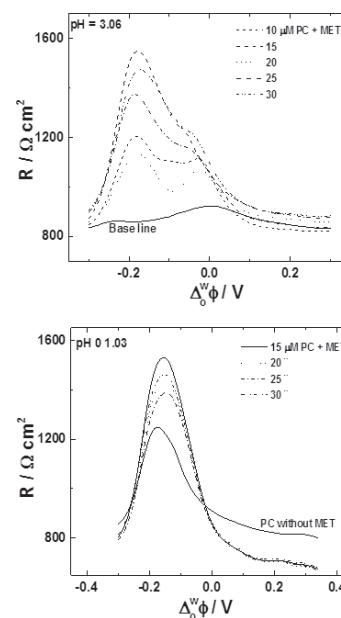 pH = 3.06
10 µM PC + MET
15
20
25
30
1600
1200
800
R / Ω cm²
Base line
-0.2
0.0
0.2
Δₒʷϕ / V
pH 0 1.03
15 µM PC + MET
20 ¨
25 ¨
30 ¨
1600
1200
800
R / Ω cm²
PC without MET
-0.4
-0.2
0.0
0.2
0.4
Δₒʷϕ / V